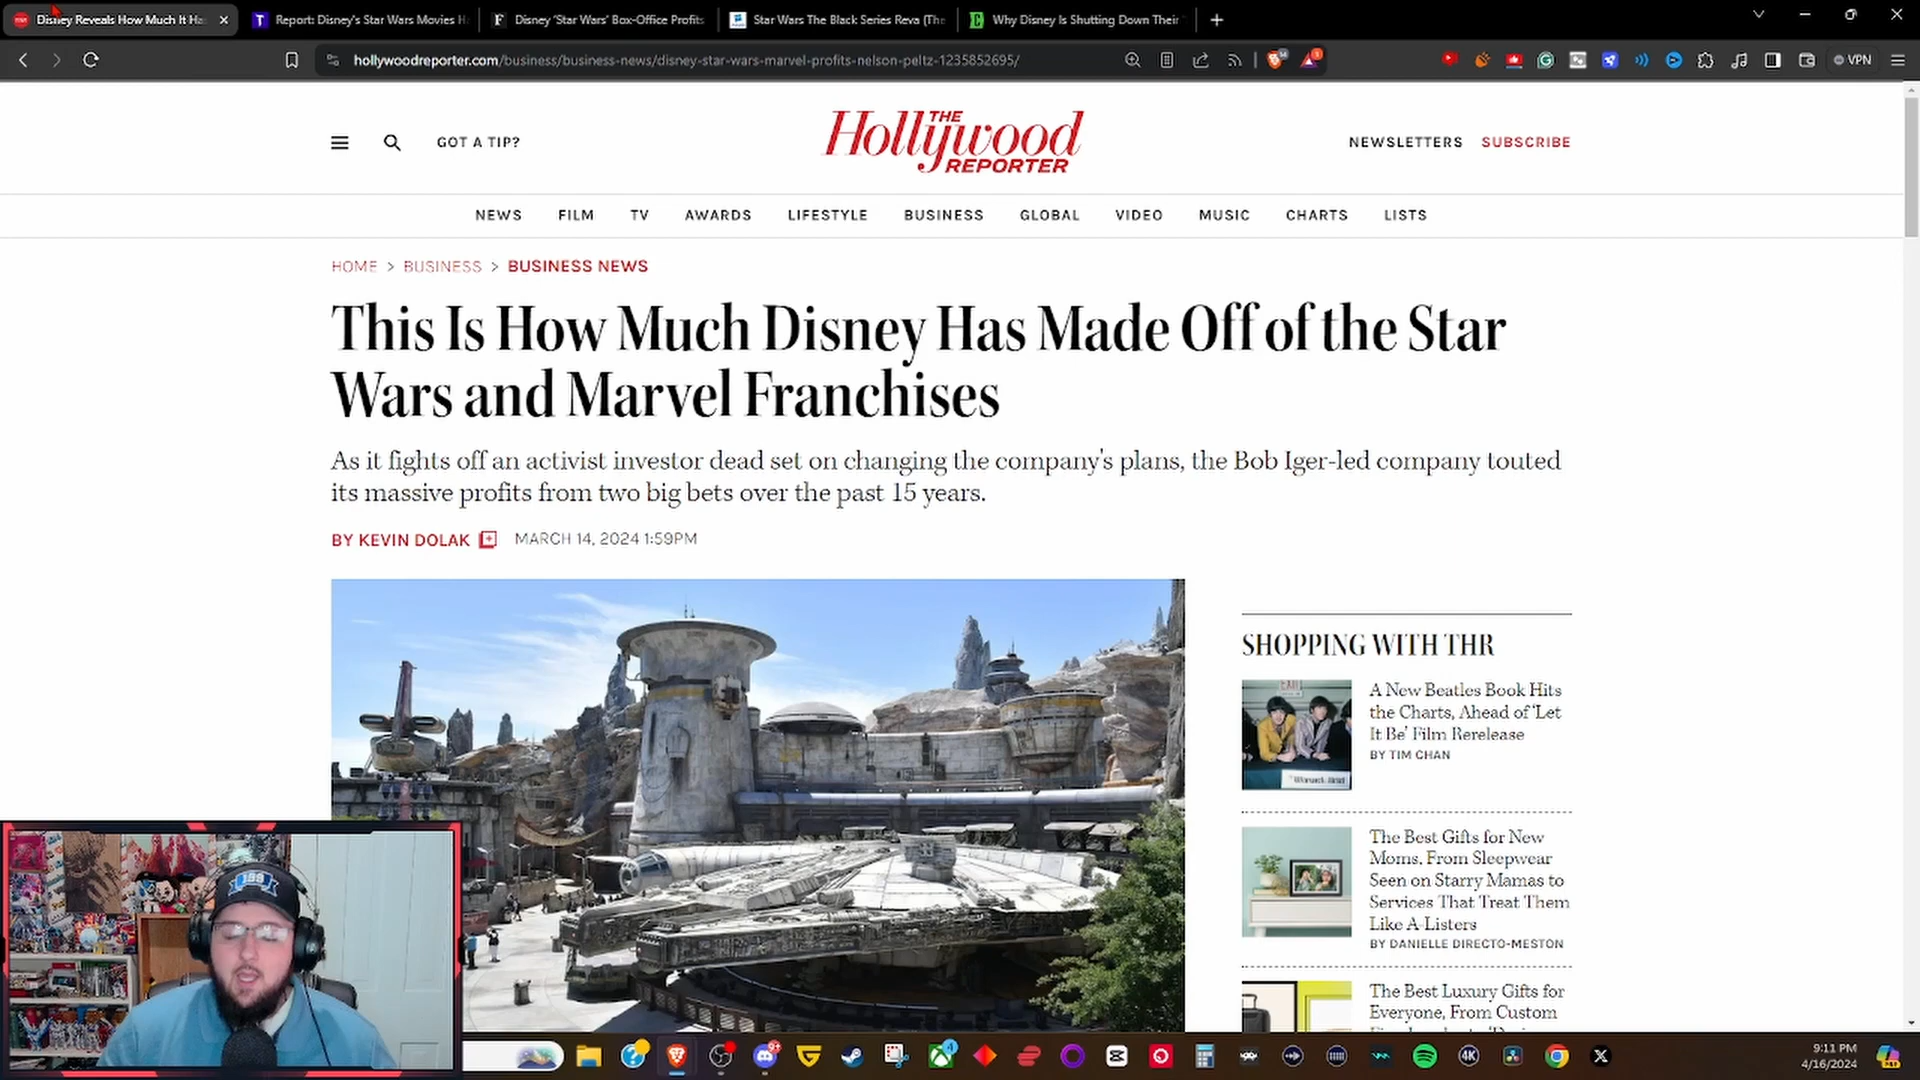 Disney Reveals How Much It Ha
Report: Disney's Star Wars Movies H
Disney 'Star Wars' Box-Office Profits
Star Wars The Black Series Reva (The
Why Disney Is Shutting Down Their
hollywoodreporter.com/business/business-news/disney-star-wars-marvel-profits-nelson-peltz-1235852695/
VPN
GOT A TIP?
THE
Hollywood
REPORTER
NEWSLETTERS SUBSCRIBE
NEWS FILM TV AWARDS LIFESTYLE BUSINESS GLOBAL VIDEO MUSIC CHARTS LISTS
HOME > BUSINESS > BUSINESS NEWS
This Is How Much Disney Has Made Off of the Star
Wars and Marvel Franchises
As it fights off an activist investor dead set on changing the company's plans, the Bob Iger-led company touted
its massive profits from two big bets over the past 15 years.
BY KEVIN DOLAK MARCH 14, 2024 1:59PM
SHOPPING WITH THR
A New Beatles Book Hits
the Charts, Ahead of 'Let
It Be' Film Rerelease
BY TIM CHAN
The Best Gifts for New
Moms, From Sleepwear
Seen on Starry Mamas to
Services That Treat Them
Like A-Listers
BY DANIELLE DIRECTO-MESTON
The Best Luxury Gifts for
Everyone, From Custom
199
4K
9:11 PM
4/16/2024